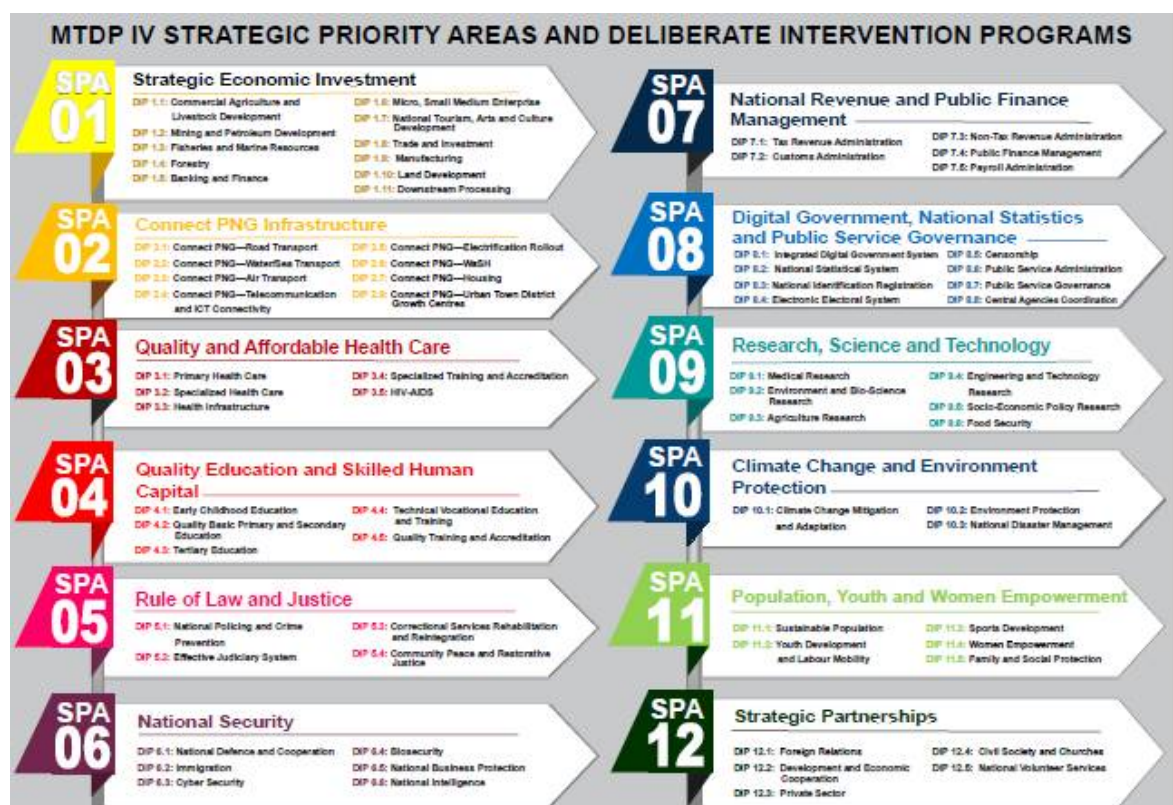 MTDP IV STRATEGIC PRIORITY AREAS AND DELIBERATE INTERVENTION PROGRAMS
SPA
01
Strategic Economic Investment
DIP 1.1: Commercial Agriculture and
Livestock Development
DIP 1.2: Mining and Petroleum Development
DIP 1.3: Fisheries and Marine Resources
DIP 1.4: Forestry
DIP 1.5: Banking and Finance
DIP 1.6: Micro, Small Medium Enterprise
DIP 1.7: National Tourism, Arts and Culture
Development
DIP 1.8: Trade and Investment
DIP 1.9: Manufacturing
DIP 1.10: Land Development
DIP 1.11: Downstream Processing
SPA
02
Connect PNG Infrastructure
DIP 2.1: Connect PNG—Road Transport
DIP 2.2: Connect PNG—Water/Sea Transport
DIP 2.3: Connect PNG—Air Transport
DIP 2.4: Connect PNG—Telecommunication
and ICT Connectivity
DIP 2.5: Connect PNG—Electrification Rollout
DIP 2.6: Connect PNG—WaSH
DIP 2.7: Connect PNG—Housing
DIP 2.8: Connect PNG—Urban Town District
Growth Centres
SPA
03
Quality and Affordable Health Care
DIP 3.1: Primary Health Care
DIP 3.2: Specialized Health Care
DIP 3.3: Health Infrastructure
DIP 3.4: Specialized Training and Accreditation
DIP 3.5: HIV-AIDS
SPA
04
Quality Education and Skilled Human
Capital
DIP 4.1: Early Childhood Education
DIP 4.2: Quality Basic Primary and Secondary
Education
DIP 4.3: Tertiary Education
DIP 4.4: Technical Vocational Education
and Training
DIP 4.5: Quality Training and Accreditation
SPA
05
Rule of Law and Justice
DIP 5.1: National Policing and Crime
Prevention
DIP 5.2: Effective Judiciary System
DIP 5.3: Correctional Services Rehabilitation
and Reintegration
DIP 5.4: Community Peace and Restorative
Justice
SPA
06
National Security
DIP 6.1: National Defence and Cooperation
DIP 6.2: Immigration
DIP 6.3: Cyber Security
DIP 6.4: Biosecurity
DIP 6.5: National Business Protection
DIP 6.6: National Intelligence
SPA
07
National Revenue and Public Finance
Management
DIP 7.1: Tax Revenue Administration
DIP 7.2: Customs Administration
DIP 7.3: Non-Tax Revenue Administration
DIP 7.4: Public Finance Management
DIP 7.5: Payroll Administration
SPA
08
Digital Government, National Statistics
and Public Service Governance
DIP 8.1: Integrated Digital Government System
DIP 8.2: National Statistical System
DIP 8.3: National Identification Registration
DIP 8.4: Electronic Electoral System
DIP 8.5: Censorship
DIP 8.6: Public Service Administration
DIP 8.7: Public Service Governance
DIP 8.8: Central Agencies Coordination
SPA
09
Research, Science and Technology
DIP 9.1: Medical Research
DIP 9.2: Environment and Bio-Science
Research
DIP 9.3: Agriculture Research
DIP 9.4: Engineering and Technology
Research
DIP 9.5: Socio-Economic Policy Research
DIP 9.6: Food Security
SPA
10
Climate Change and Environment
Protection
DIP 10.1: Climate Change Mitigation
and Adaptation
DIP 10.2: Environment Protection
DIP 10.3: National Disaster Management
SPA
11
Population, Youth and Women Empowerment
DIP 11.1: Sustainable Population
DIP 11.2: Youth Development
and Labour Mobility
DIP 11.3: Sports Development
DIP 11.4: Women Empowerment
DIP 11.5: Family and Social Protection
SPA
12
Strategic Partnerships
DIP 12.1: Foreign Relations
DIP 12.2: Development and Economic
Cooperation
DIP 12.3: Private Sector
DIP 12.4: Civil Society and Churches
DIP 12.5: National Volunteer Services